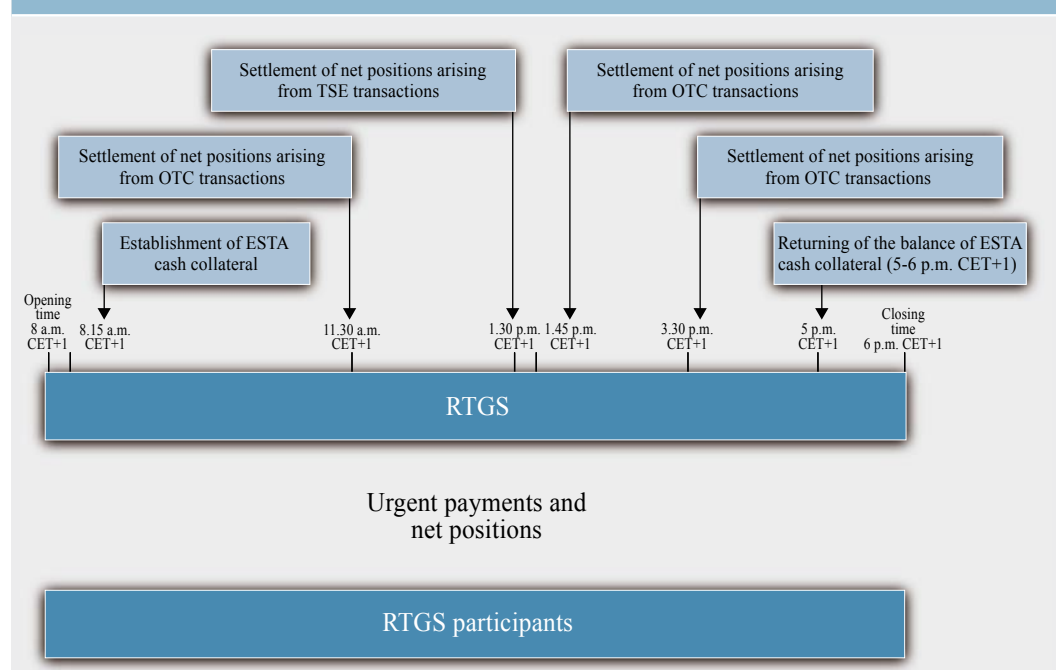 Settlement of net positions arising
from TSE transactions
Settlement of net positions arising
from OTC transactions
Settlement of net positions arising
from OTC transactions
Settlement of net positions arising
from OTC transactions
Establishment of ESTA
cash collateral
Returning of the balance of ESTA
cash collateral (5-6 p.m. CET+1)
Opening
time
8 a.m.
CET+1
8.15 a.m.
CET+1
11.30 a.m.
CET+1
1.30 p.m.
CET+1
1.45 p.m.
CET+1
3.30 p.m.
CET+1
5 p.m.
CET+1
Closing
time
6 p.m. CET+1
RTGS
Urgent payments and
net positions
RTGS participants